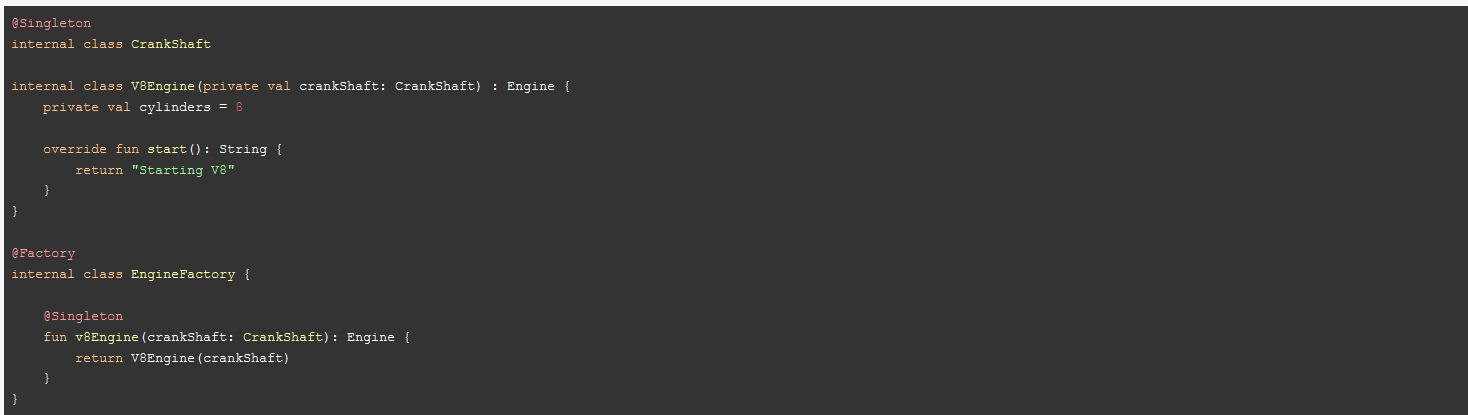 @Singleton
internal class CrankShaft
internal class V8Engine(private val crankShaft: CrankShaft) : Engine {
    private val cylinders = 8
    override fun start(): String {
        return "Starting V8"
    }
}
@Factory
internal class EngineFactory {
    @Singleton
    fun v8Engine(crankShaft: CrankShaft): Engine {
        return V8Engine(crankShaft)
    }
}